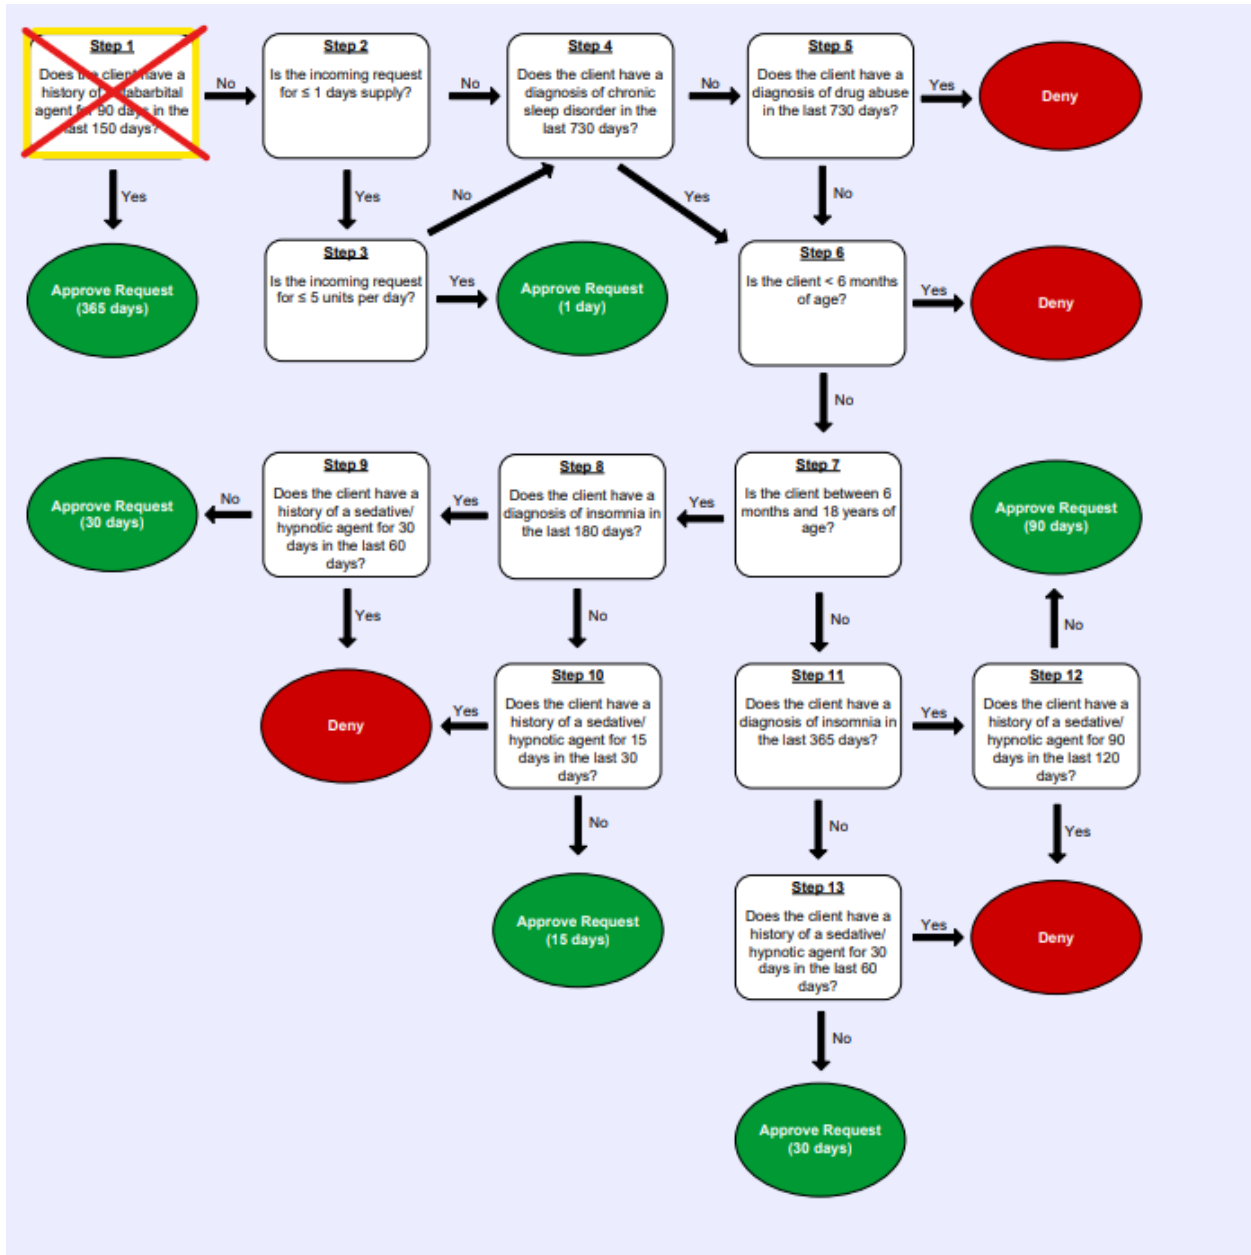 Step 1
Does the client have a
history of
agent for 90 days in the
last 150 days?
No
Yes
Approve Request
(365 days)
Step 2
Is the incoming request
for ≤ 1 days supply?
No
Yes
Step 3
Is the incoming request
for ≤ 5 units per day?
No
Yes
Approve Request
(1 day)
Step 4
Does the client have a
diagnosis of chronic
sleep disorder in the
last 730 days?
No
Yes
Step 5
Does the client have a
diagnosis of drug abuse
in the last 730 days?
Yes
Deny
No
Step 6
Is the client < 6 months
of age?
Yes
Deny
No
Step 7
Is the client between 6
months and 18 years of
age?
Yes
No
Step 8
Does the client have a
diagnosis of insomnia in
the last 180 days?
Yes
No
Step 9
Does the client have a
history of a sedative/
hypnotic agent for 30
days in the last 60
days?
No
Approve Request
(30 days)
Yes
Deny
Step 10
Does the client have a
history of a sedative/
hypnotic agent for 15
days in the last 30
days?
Yes
No
Approve Request
(15 days)
Step 11
Does the client have a
diagnosis of insomnia in
the last 365 days?
Yes
No
Step 12
Does the client have a
history of a sedative/
hypnotic agent for 90
days in the last 120
days?
No
Approve Request
(90 days)
Yes
Deny
Step 13
Does the client have a
history of a sedative/
hypnotic agent for 30
days in the last 60
days?
Yes
No
Approve Request
(30 days)